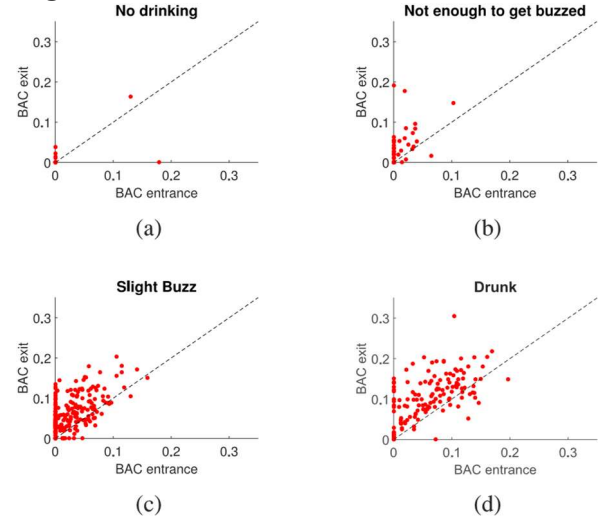 No drinking
0.3
0.2
0.1
0
BAC exit
0 0.1 0.2 0.3
BAC entrance
(a)
Not enough to get buzzed
0.3
0.2
0.1
0
BAC exit
0 0.1 0.2 0.3
BAC entrance
(b)
Slight Buzz
0.3
0.2
0.1
0
BAC exit
0 0.1 0.2 0.3
BAC entrance
(c)
Drunk
0.3
0.2
0.1
0
BAC exit
0 0.1 0.2 0.3
BAC entrance
(d)